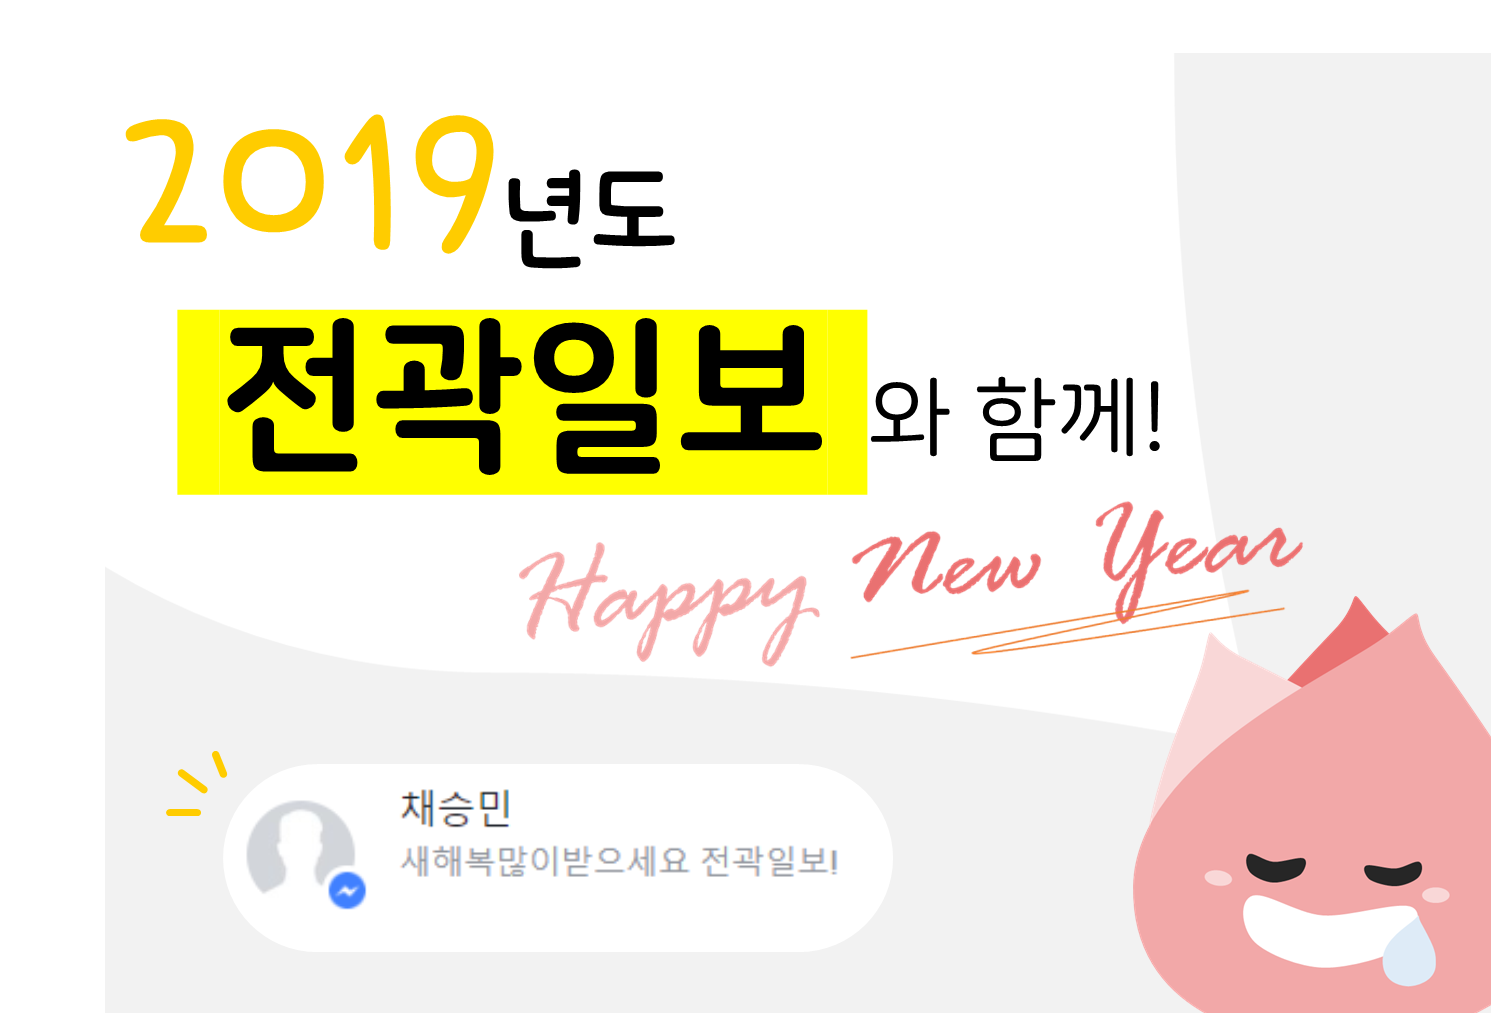 2019년도
전곽일보와 함께!
Happy New Year
채승민
새해복많이받으세요 전곽일보!